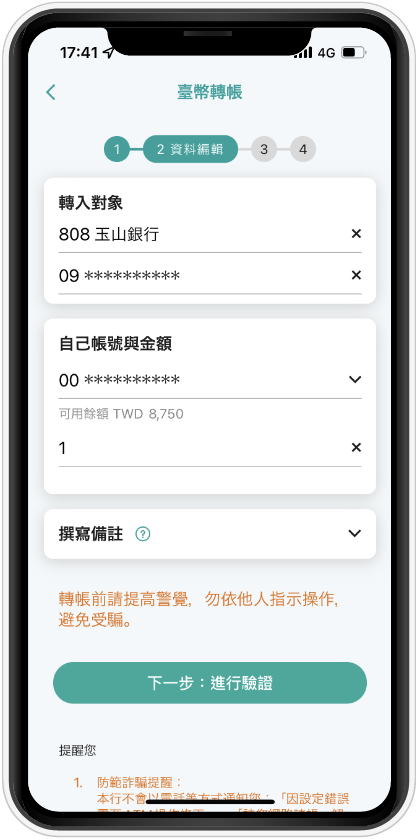 17:41 4G
臺幣轉帳
1 2 資料編輯 3 4
轉入對象
808 玉山銀行
09 **********
自己帳號與金額
00 **********
可用餘額 TWD 8,750
1
撰寫備註 ?
轉帳前請提高警覺，勿依他人指示操作，
避免受騙。
下一步：進行驗證
提醒您
1. 防範詐騙提醒：
本行不會以電話等方式通知您：「因設定錯誤